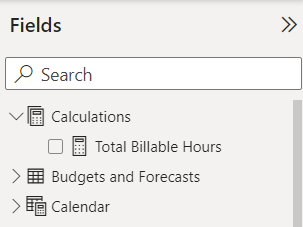 Fields
Search
Calculations
Total Billable Hours
Budgets and Forecasts
Calendar